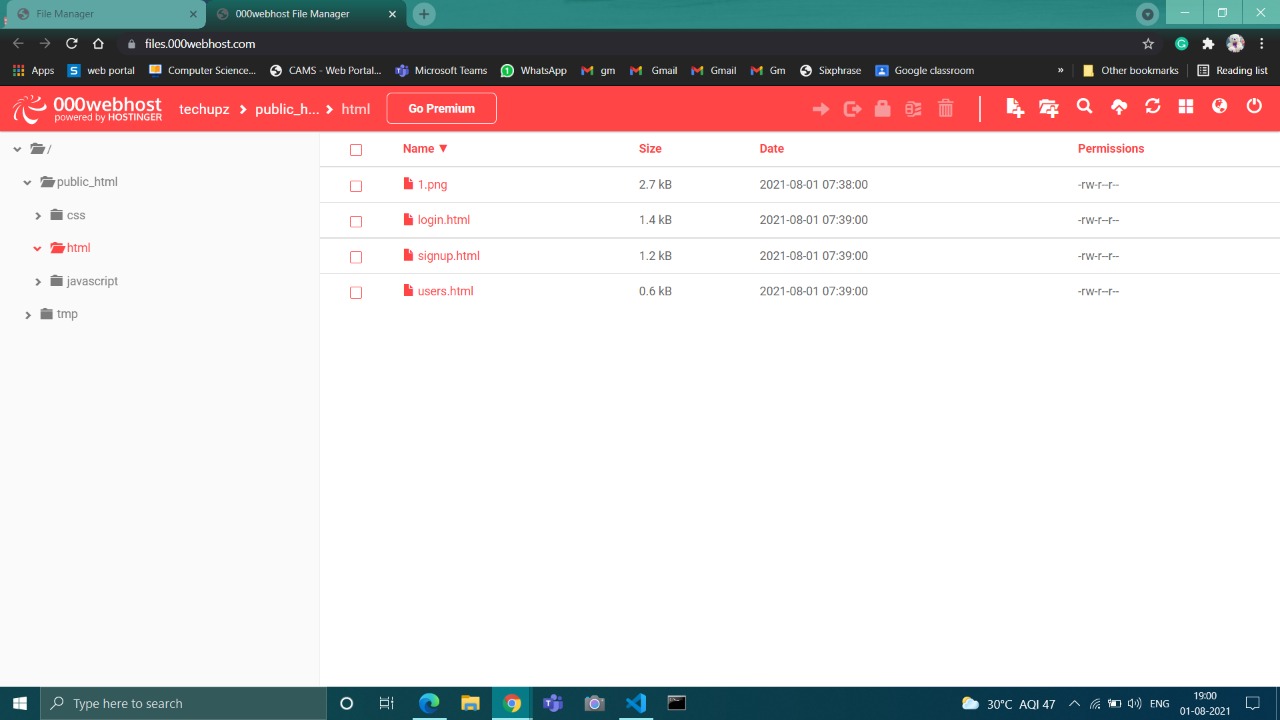 File Manager
000webhost File Manager
files.000webhost.com
Apps
web portal
Computer Science...
CAMS - Web Portal...
Microsoft Teams
WhatsApp
gm
Gmail
Gmail
Gm
Sixphrase
Google classroom
»
Other bookmarks
Reading list
000webhost
powered by HOSTINGER
techupz
public_h...
html
Go Premium
/
public_html
css
html
javascript
tmp
Name ▼ Size Date Permissions
1.png 2.7 kB 2021-08-01 07:38:00 -rw-r--r--
login.html 1.4 kB 2021-08-01 07:39:00 -rw-r--r--
signup.html 1.2 kB 2021-08-01 07:39:00 -rw-r--r--
users.html 0.6 kB 2021-08-01 07:39:00 -rw-r--r--
Type here to search
30°C AQI 47
ENG
19:00
01-08-2021